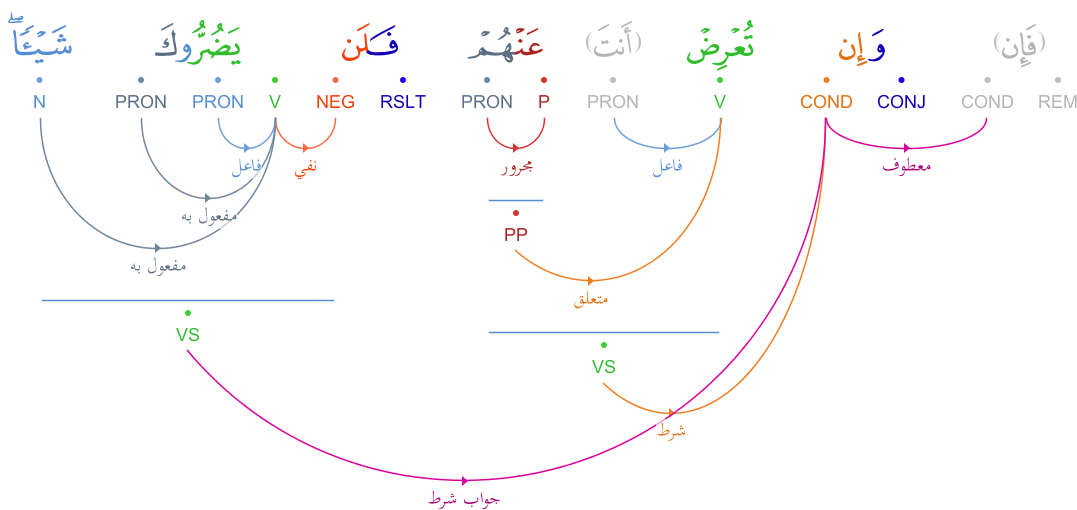 (فَإِن) وَإِن تُعْرِضْ (أَنتَ) عَنْهُمْ فَلَن يَضُرُّوكَ شَيْـًٔا ۖ
REM COND CONJ COND V PRON P PRON RSLT NEG V PRON PRON N
معطوف فاعل مجرور نفي فاعل
مفعول به
PP
مفعول به
متعلق
VS
VS
شرط
جواب شرط